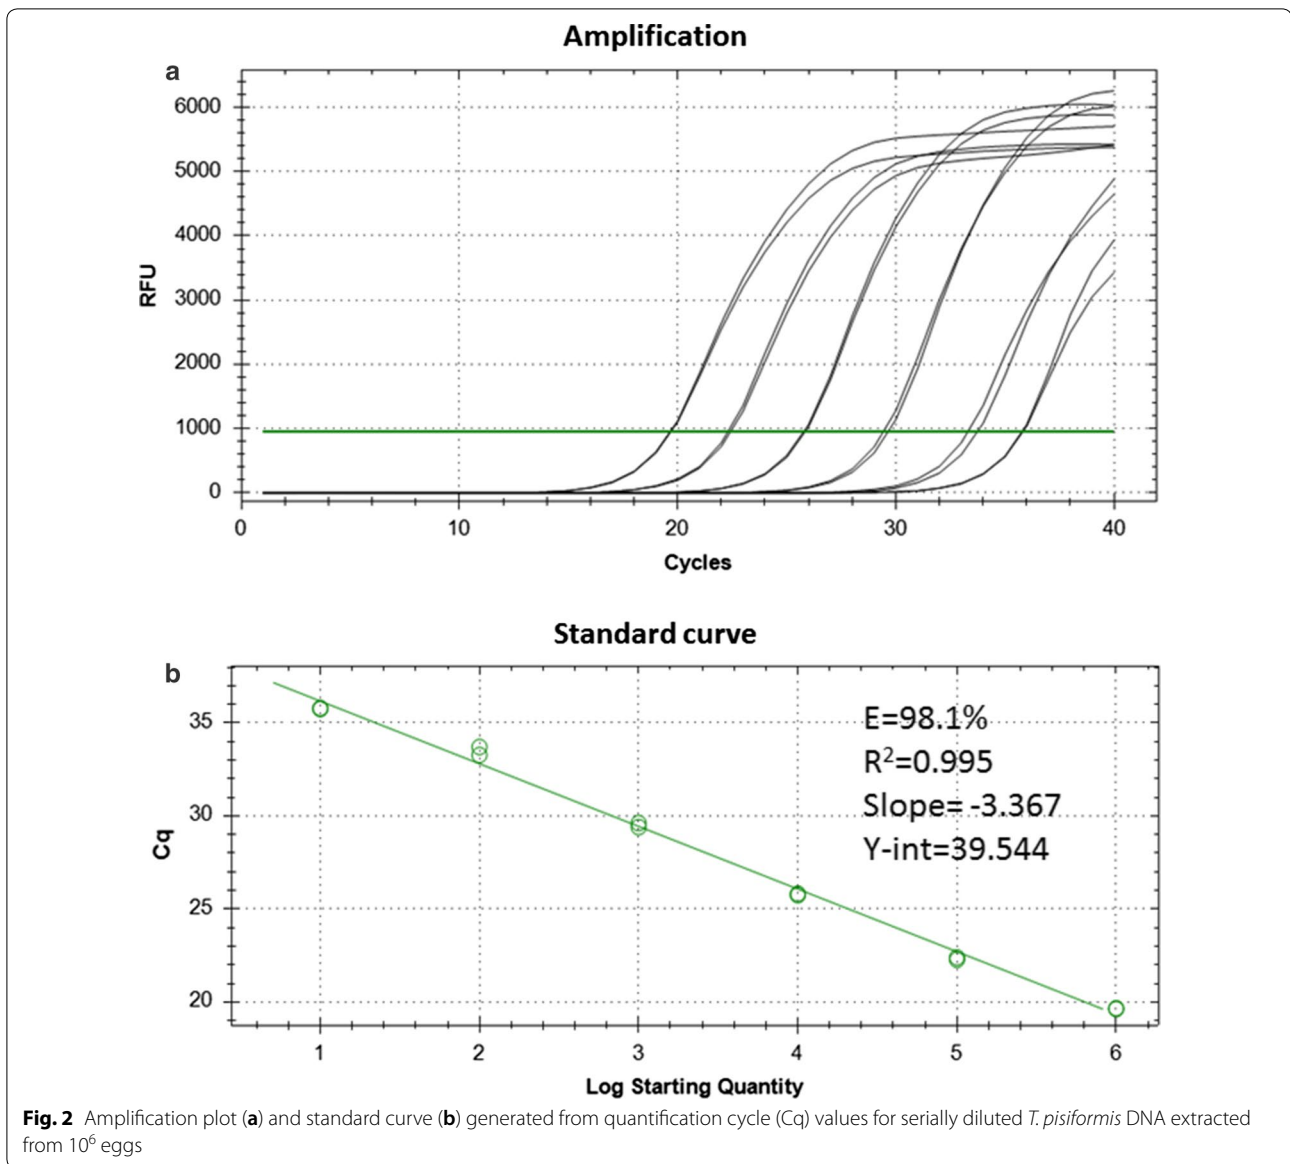 Amplification
a
6000
5000
4000
3000
2000
1000
0
RFU
0 10 20 30 40
Cycles
Standard curve
b
35
30
25
20
Cq
E=98.1%
R²=0.995
Slope= -3.367
Y-int=39.544
1 2 3 4 5 6
Log Starting Quantity
Fig. 2 Amplification plot (a) and standard curve (b) generated from quantification cycle (Cq) values for serially diluted T. pisiformis DNA extracted
from 10⁶ eggs